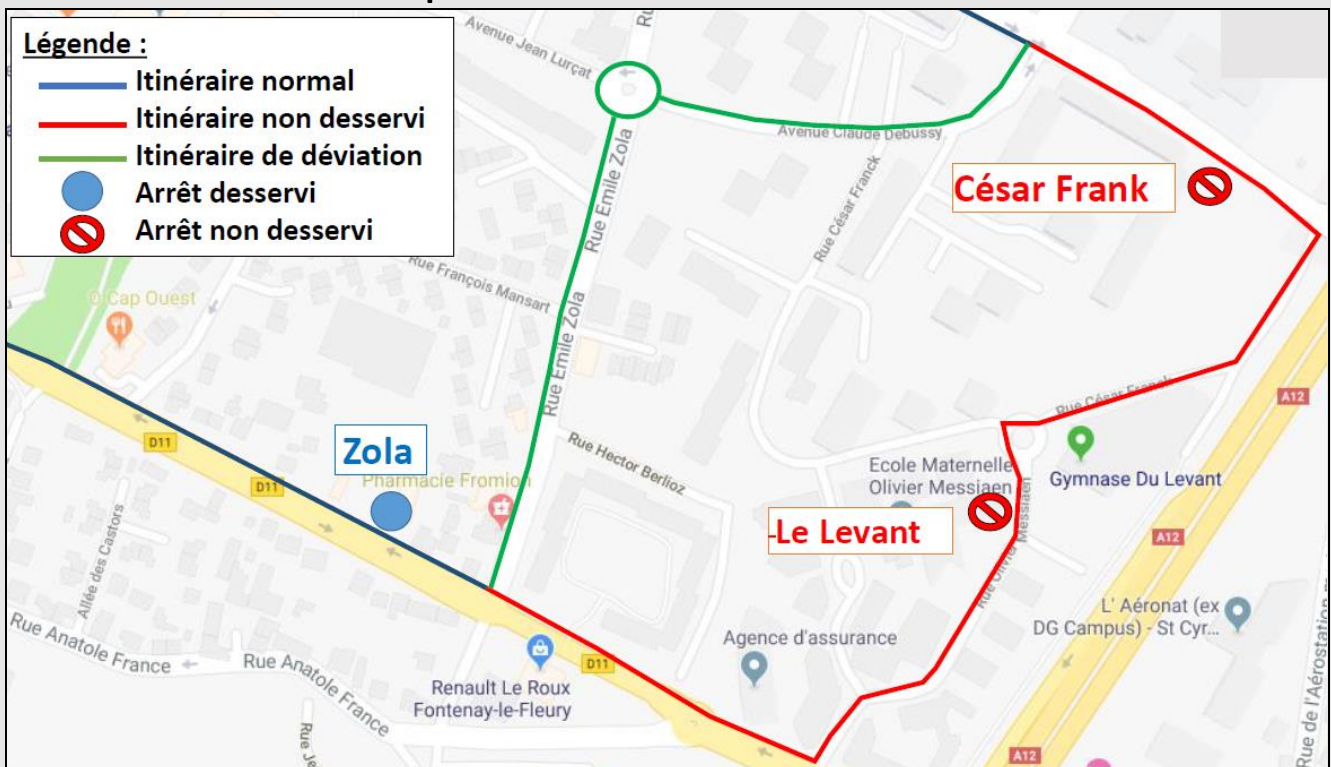 Légende :
Itinéraire normal
Itinéraire non desservi
Itinéraire de déviation
Arrêt desservi
Arrêt non desservi
Avenue Jean Lurçat
Avenue Claude Debussy
César Frank
Rue Emile Zola
Rue César Franck
Rue François Mansart
Cap Ouest
A12
Rue Emile Zola
Rue César Franck
D11
Zola
Rue Hector Berlioz
Ecole Maternelle
Olivier Messiaen
Gymnase Du Levant
Pharmacie Fromion
D11
-Le Levant
A12
Allée des Castors
Rue Olivier Messiaen
L' Aéronat (ex
DG Campus) - St Cyr...
Rue Anatole France
Agence d'assurance
Rue Anatole France
D11
Renault Le Roux
Fontenay-le-Fleury
Rue de l'Aérostation
A12